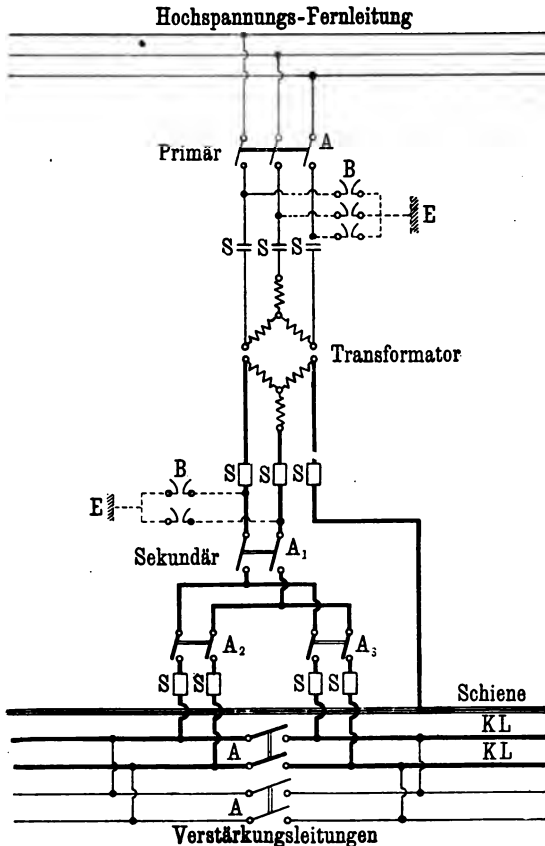 Hochspannungs-Fernleitung
Primär
A
B
E
S S S
Transformator
S S S
B
E
Sekundär
A₁
A₂
A₃
S S S S
Schiene
KL
A
KL
A
Verstärkungsleitungen